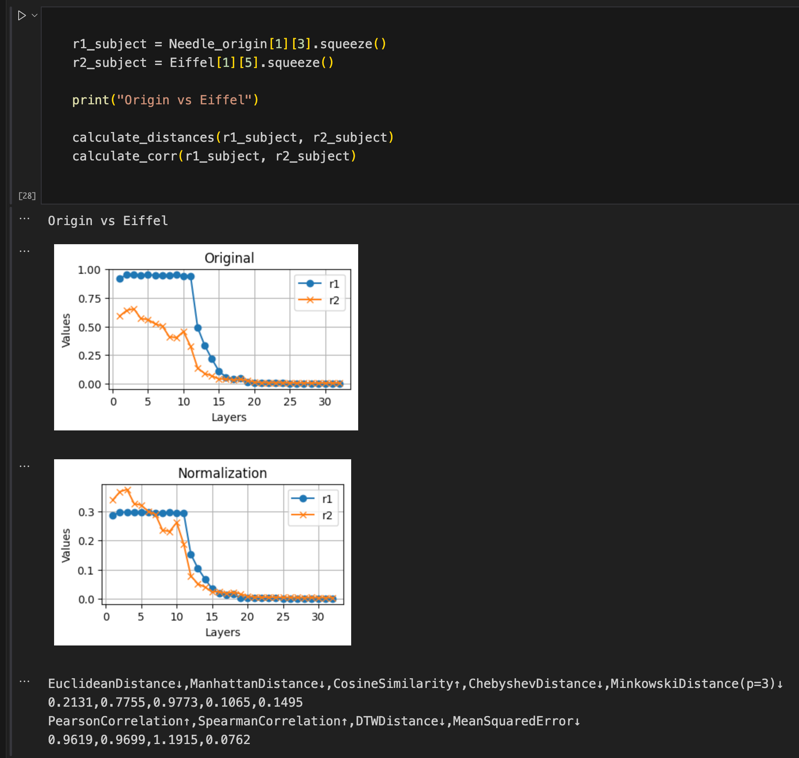 r1_subject = Needle_origin[1][3].squeeze()
r2_subject = Eiffel[1][5].squeeze()
print("Origin vs Eiffel")
calculate_distances(r1_subject, r2_subject)
calculate_corr(r1_subject, r2_subject)
[28]
... Origin vs Eiffel
...
Original
1.00
0.75
0.50
0.25
0.00
Values
r1
r2
0 5 10 15 20 25 30
Layers
...
Normalization
0.3
0.2
0.1
0.0
Values
r1
r2
0 5 10 15 20 25 30
Layers
... EuclideanDistance↓,ManhattanDistance↓,CosineSimilarity↑,ChebyshevDistance↓,MinkowskiDistance(p=3)↓
0.2131,0.7755,0.9773,0.1065,0.1495
PearsonCorrelation↑,SpearmanCorrelation↑,DTWDistance↓,MeanSquaredError↓
0.9619,0.9699,1.1915,0.0762